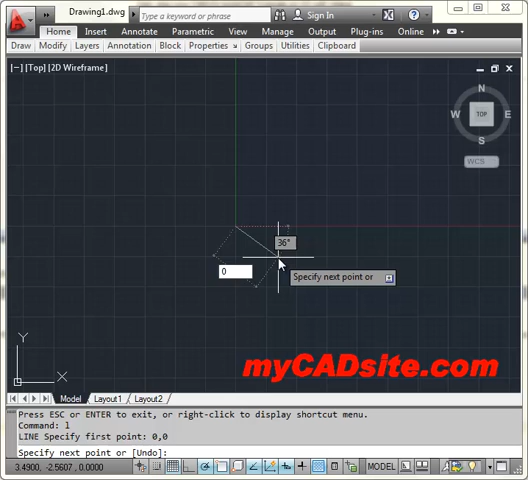 Drawing1.dwg
Type a keyword or phrase
Sign In
Home Insert Annotate Parametric View Manage Output Plug-ins Online
Draw Modify Layers Annotation Block Properties Groups Utilities Clipboard
[−] [Top] [2D Wireframe]
N
W TOP E
S
WCS
36°
0
Specify next point or
myCADsite.com
Y
X
Model Layout1 Layout2
Press ESC or ENTER to exit, or right-click to display shortcut menu.
Command: l
LINE Specify first point: 0,0
Specify next point or [Undo]:
3.4900, -2.5607, 0.0000 MODEL